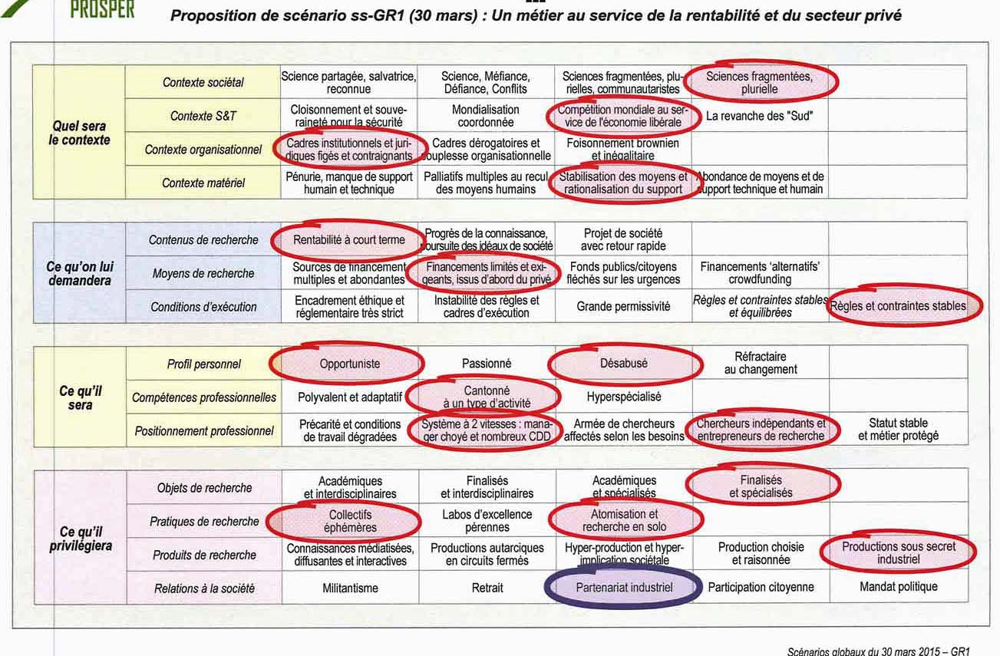 PROSPER
Proposition de scénario ss-GR1 (30 mars) : Un métier au service de la rentabilité et du secteur privé
Quel sera
le contexte
Contexte sociétal
Science partagée, salvatrice,
reconnue
Science, Méfiance,
Défiance, Conflits
Sciences fragmentées, plu-
rielles, communautaristes
Sciences fragmentées,
plurielle
Contexte S&T
Cloisonnement et souve-
raineté pour la sécurité
Mondialisation
coordonnée
Compétition mondiale au ser-
vice de l'économie libérale
La revanche des "Sud"
Contexte organisationnel
Cadres institutionnels et juri-
diques figés et contraignants
Cadres dérogatoires et
souplesse organisationnelle
Foisonnement brownien
et inégalitaire
Contexte matériel
Pénurie, manque de support
humain et technique
Palliatifs multiples au recul
des moyens humains
Stabilisation des moyens et
rationalisation du support
Abondance de moyens et de
support technique et humain
Ce qu'on lui
demandera
Contenus de recherche
Rentabilité à court terme
Progrès de la connaissance,
poursuite des idéaux de société
Projet de société
avec retour rapide
Moyens de recherche
Sources de financement
multiples et abondantes
Financements limités et exi-
geants, issus d'abord du privé
Fonds publics/citoyens
fléchés sur les urgences
Financements 'alternatifs'
crowdfunding
Conditions d'exécution
Encadrement éthique et
réglementaire très strict
Instabilité des règles et
cadres d'exécution
Grande permissivité
Règles et contraintes stables
et équilibrées
Règles et contraintes stables
Ce qu'il
sera
Profil personnel
Opportuniste
Passionné
Désabusé
Réfractaire
au changement
Compétences professionnelles
Polyvalent et adaptatif
Cantonné
à un type d'activité
Hyperspécialisé
Positionnement professionnel
Précarité et conditions
de travail dégradées
Système à 2 vitesses : mana-
ger choyé et nombreux CDD
Armée de chercheurs
affectés selon les besoins
Chercheurs indépendants et
entrepreneurs de recherche
Statut stable
et métier protégé
Ce qu'il
privilégiera
Objets de recherche
Académiques
et interdisciplinaires
Finalisés
et interdisciplinaires
Académiques
et spécialisés
Finalisés
et spécialisés
Pratiques de recherche
Collectifs
éphémères
Labos d'excellence
pérennes
Atomisation et
recherche en solo
Produits de recherche
Connaissances médiatisées,
diffusantes et interactives
Productions autarciques
en circuits fermés
Hyper-production et hyper-
implication sociétale
Production choisie
et raisonnée
Productions sous secret
industriel
Relations à la société
Militantisme
Retrait
Partenariat industriel
Participation citoyenne
Mandat politique
Scénarios globaux du 30 mars 2015 – GR1